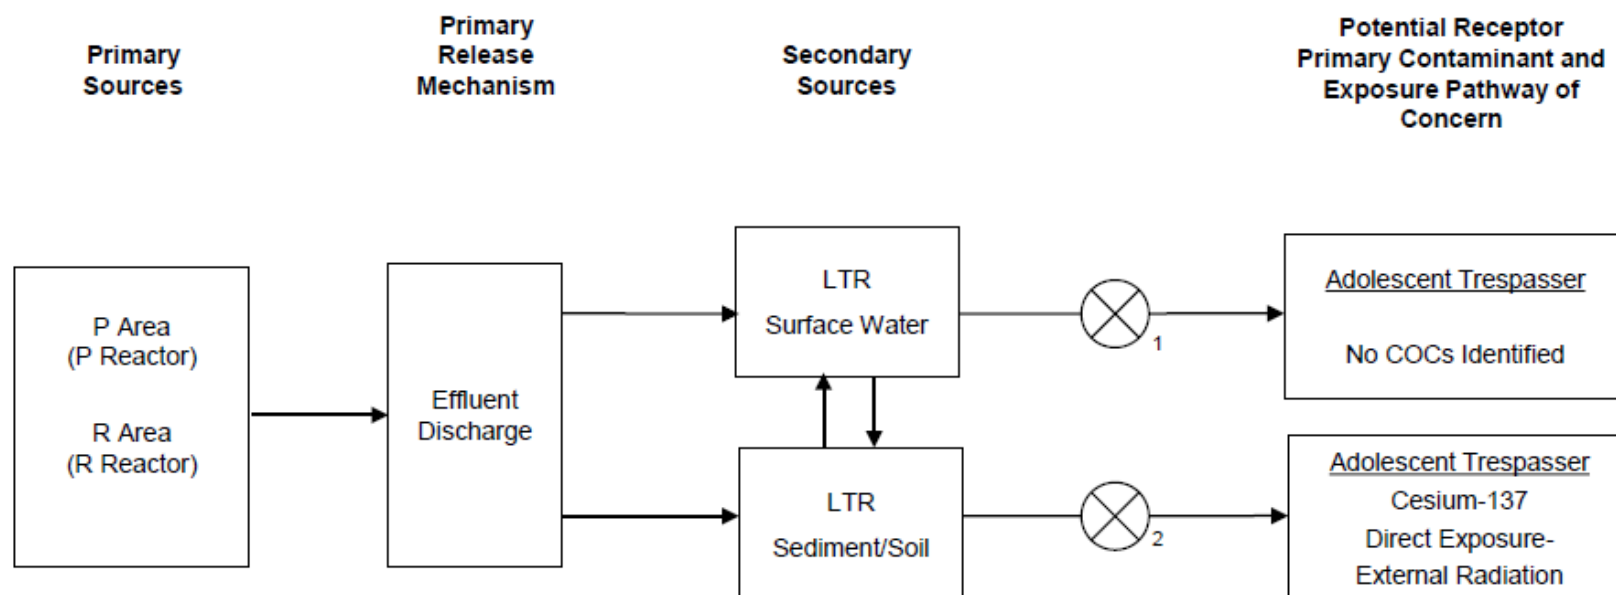 Primary
Sources
Primary
Release
Mechanism
Secondary
Sources
Potential Receptor
Primary Contaminant and
Exposure Pathway of
Concern
P Area
(P Reactor)
R Area
(R Reactor)
Effluent
Discharge
LTR
Surface Water
1
Adolescent Trespasser
No COCs Identified
LTR
Sediment/Soil
2
Adolescent Trespasser
Cesium-137
Direct Exposure-
External Radiation